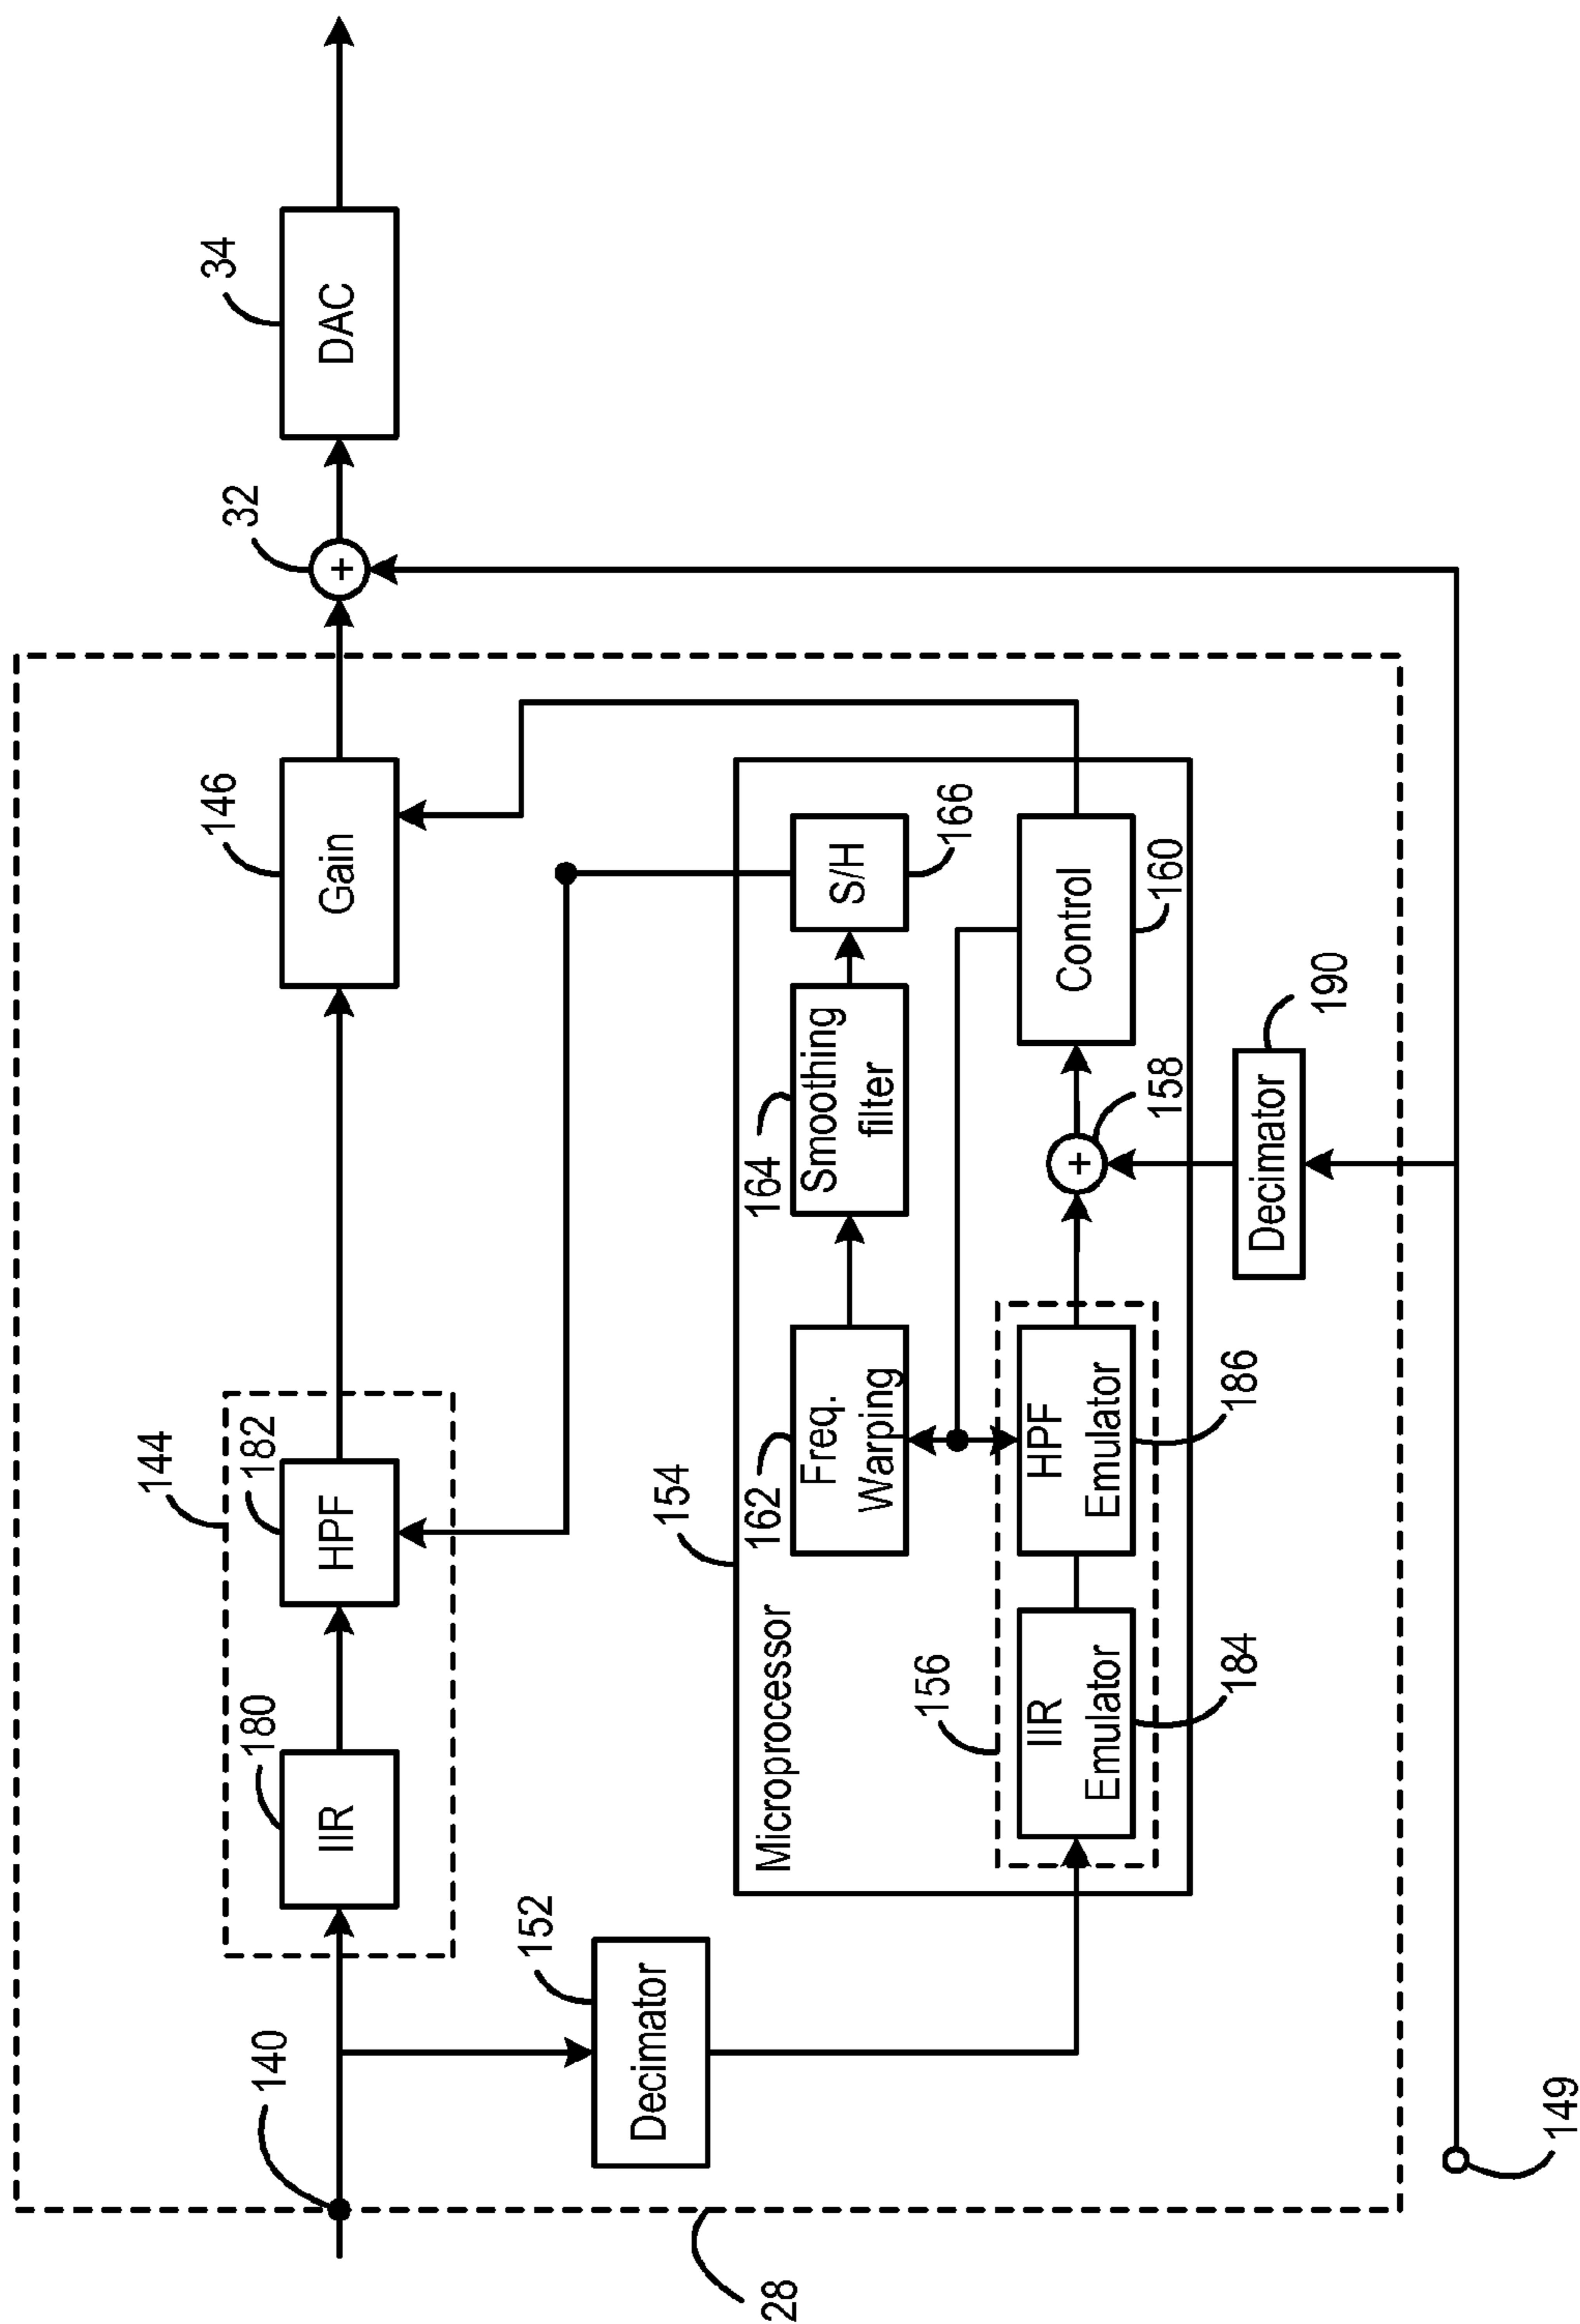 140
28
144
180
IIR
182
HPF
146
Gain
32
+
34
DAC
152
Decimator
154
Microprocessor
162
Freq.
Warping
164
Smoothing
filter
S/H
166
156
IIR
Emulator
184
HPF
Emulator
186
+
158
Control
160
Decimator
190
149